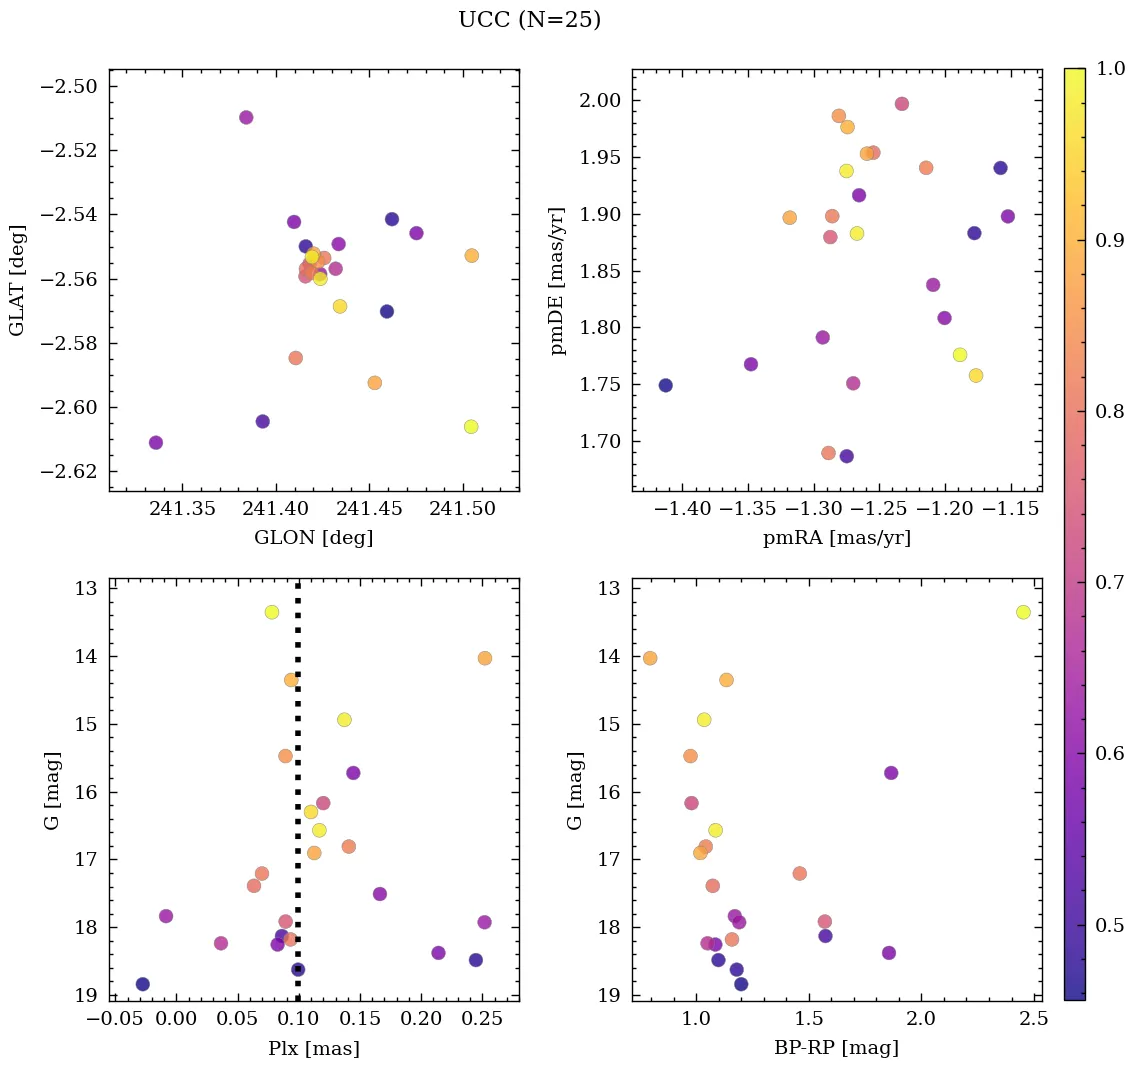 UCC (N=25)
−2.50
−2.52
−2.54
−2.56
−2.58
−2.60
−2.62
GLAT [deg]
241.35 241.40 241.45 241.50
GLON [deg]
2.00
1.95
1.90
1.85
1.80
1.75
1.70
pmDE [mas/yr]
−1.40 −1.35 −1.30 −1.25 −1.20 −1.15
pmRA [mas/yr]
13
14
15
16
17
18
19
G [mag]
−0.05 0.00 0.05 0.10 0.15 0.20 0.25
Plx [mas]
13
14
15
16
17
18
19
G [mag]
1.0 1.5 2.0 2.5
BP-RP [mag]
1.0
0.9
0.8
0.7
0.6
0.5